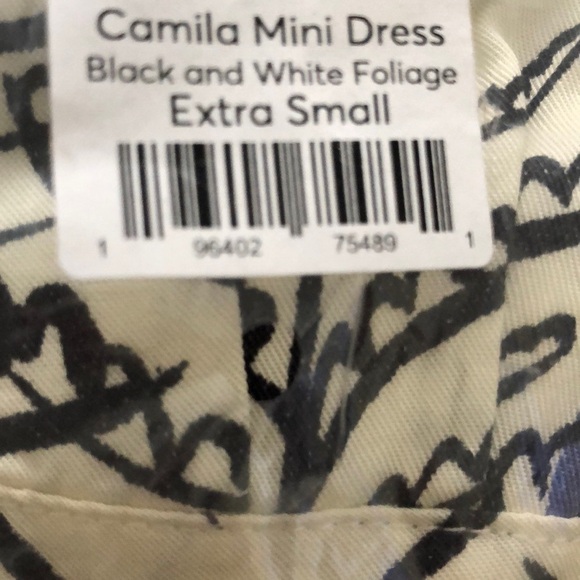 Camila Mini Dress
Black and White Foliage
Extra Small
1 96402 75489 1